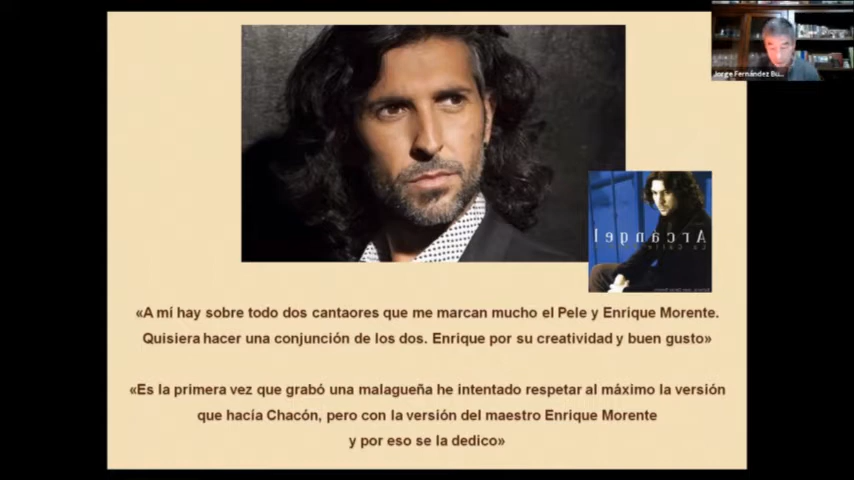 Jorge Fernández Bu...
Arcángel
La Calle
«A mí hay sobre todo dos cantaores que me marcan mucho el Pele y Enrique Morente.
Quisiera hacer una conjunción de los dos. Enrique por su creatividad y buen gusto»
«Es la primera vez que grabó una malagueña he intentado respetar al máximo la versión
que hacía Chacón, pero con la versión del maestro Enrique Morente
y por eso se la dedico»